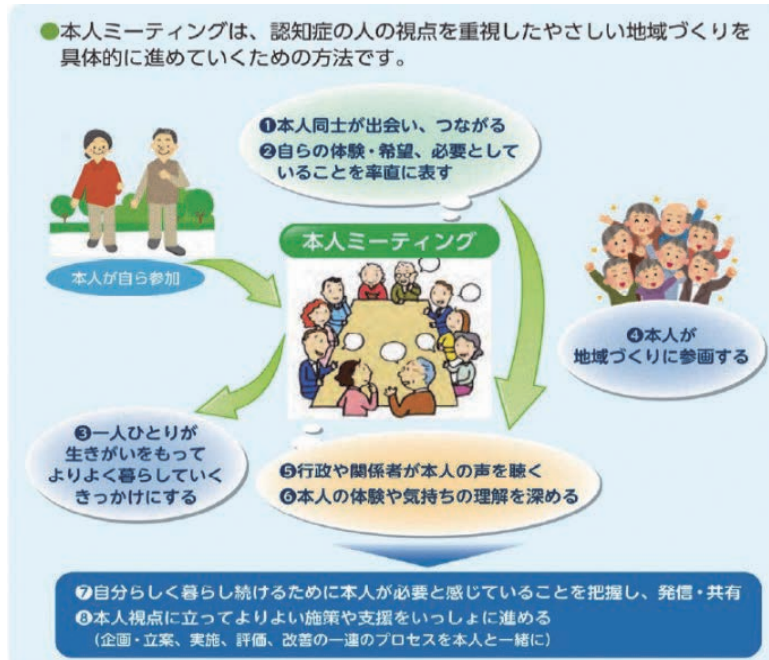 ●本人ミーティングは、認知症の人の視点を重視したやさしい地域づくりを
具体的に進めていくための方法です。
❶本人同士が出会い、つながる
❷自らの体験・希望、必要として
いることを率直に表す
本人ミーティング
本人が自ら参加
❹本人が
地域づくりに参画する
❸一人ひとりが
生きがいをもって
よりよく暮らしていく
きっかけにする
❺行政や関係者が本人の声を聴く
❻本人の体験や気持ちの理解を深める
❼自分らしく暮らし続けるために本人が必要と感じていることを把握し、発信・共有
❽本人視点に立ってよりよい施策や支援をいっしょに進める
（企画・立案、実施、評価、改善の一連のプロセスを本人と一緒に）